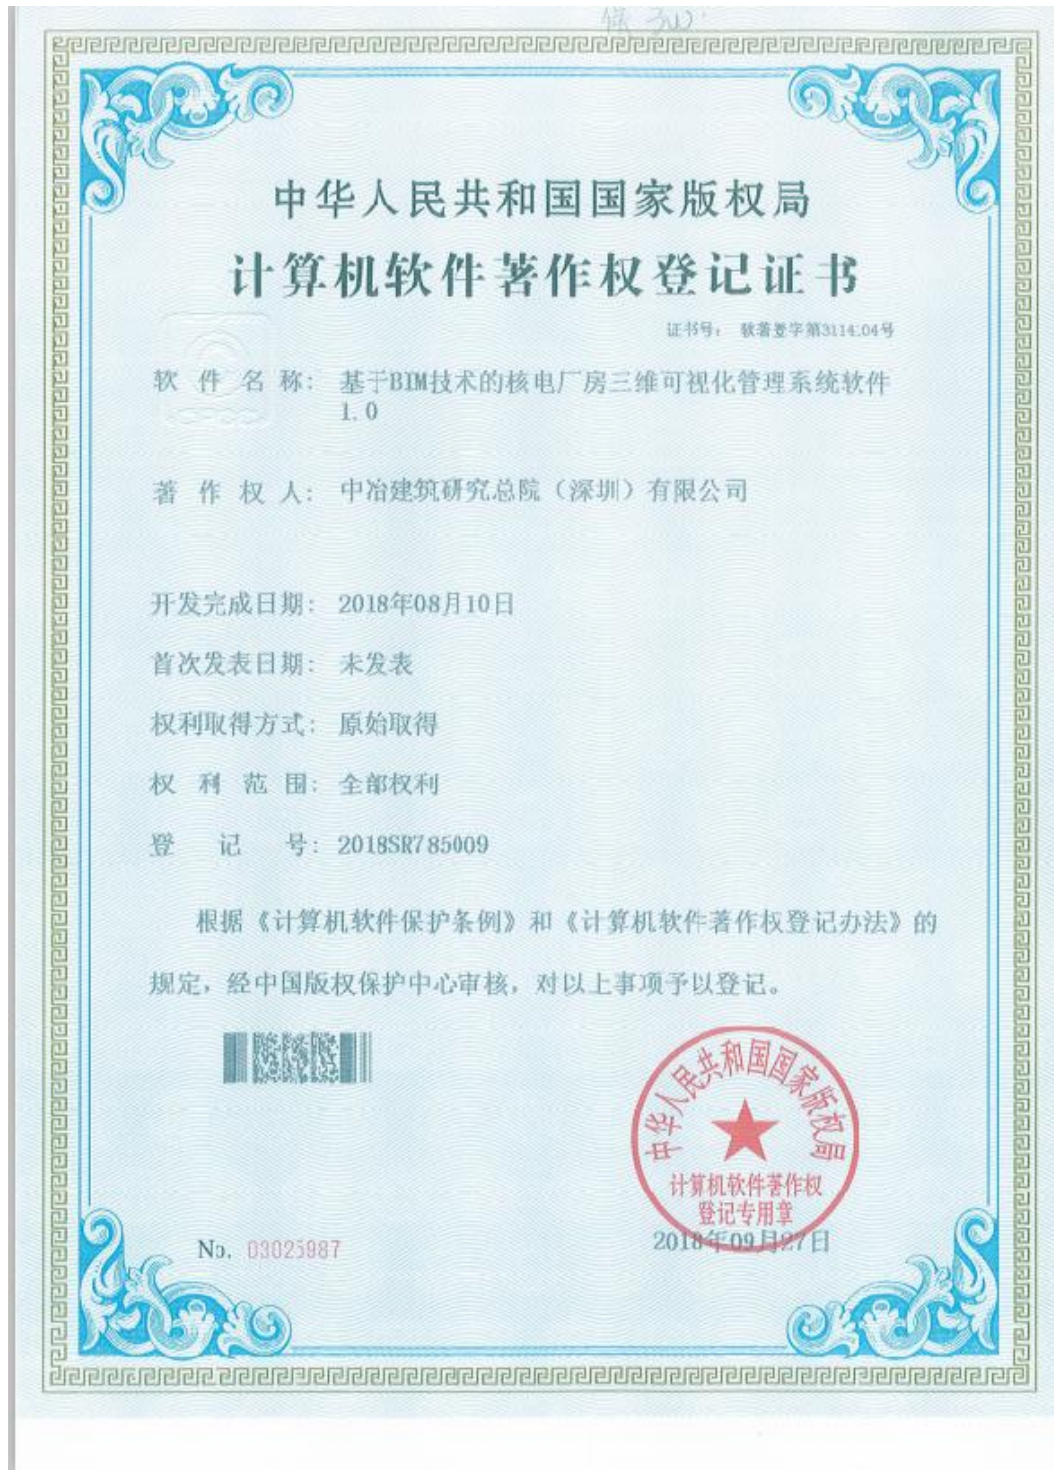 中华人民共和国国家版权局
计算机软件著作权登记证书
证书号： 软著登字第3114104号
软件名称： 基于BIM技术的核电厂房三维可视化管理系统软件
1.0
著作权人： 中冶建筑研究总院（深圳）有限公司
开发完成日期： 2018年08月10日
首次发表日期： 未发表
权利取得方式： 原始取得
权利范围： 全部权利
登记号： 2018SR785009
根据《计算机软件保护条例》和《计算机软件著作权登记办法》的
规定，经中国版权保护中心审核，对以上事项予以登记。
中华人民共和国国家版权局
计算机软件著作权
登记专用章
No. 03025987
2018年09月27日